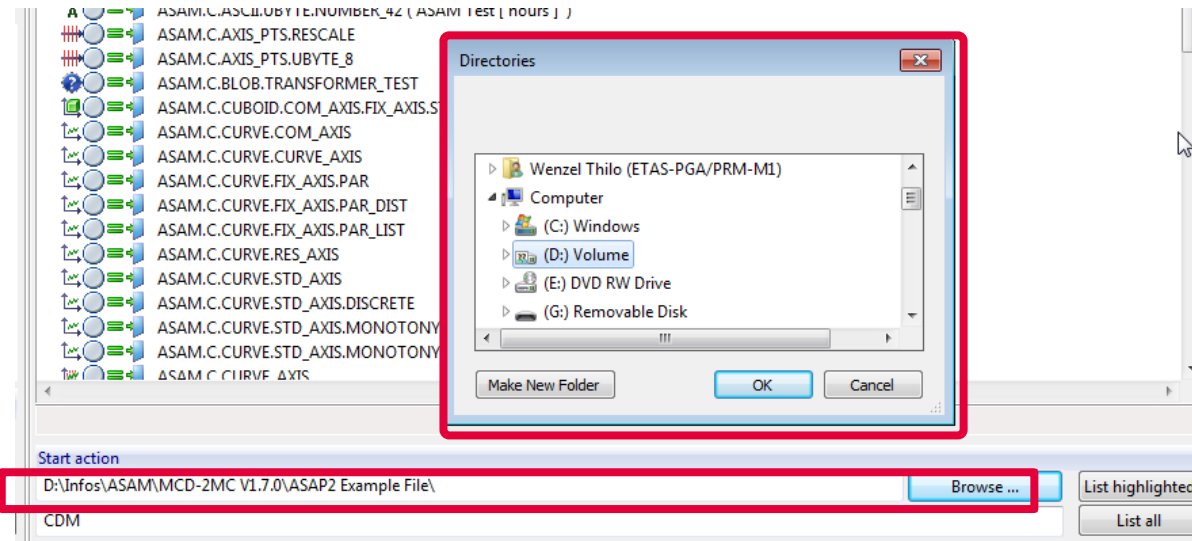 ASAM.C.ASCII.UBYTE.NUMBER_42 ( ASAM Test [ hours ] )
ASAM.C.AXIS_PTS.RESCALE
ASAM.C.AXIS_PTS.UBYTE_8
ASAM.C.BLOB.TRANSFORMER_TEST
ASAM.C.CUBOID.COM_AXIS.FIX_AXIS.S
ASAM.C.CURVE.COM_AXIS
ASAM.C.CURVE.CURVE_AXIS
ASAM.C.CURVE.FIX_AXIS.PAR
ASAM.C.CURVE.FIX_AXIS.PAR_DIST
ASAM.C.CURVE.FIX_AXIS.PAR_LIST
ASAM.C.CURVE.RES_AXIS
ASAM.C.CURVE.STD_AXIS
ASAM.C.CURVE.STD_AXIS.DISCRETE
ASAM.C.CURVE.STD_AXIS.MONOTONY
ASAM.C.CURVE.STD_AXIS.MONOTONY
ASAM.C.CURVE_AXIS
Directories
Wenzel Thilo (ETAS-PGA/PRM-M1)
Computer
(C:) Windows
(D:) Volume
(E:) DVD RW Drive
(G:) Removable Disk
Make New Folder
OK
Cancel
Start action
D:\Infos\ASAM\MCD-2MC V1.7.0\ASAP2 Example File\
Browse ...
List highlighted
CDM
List all